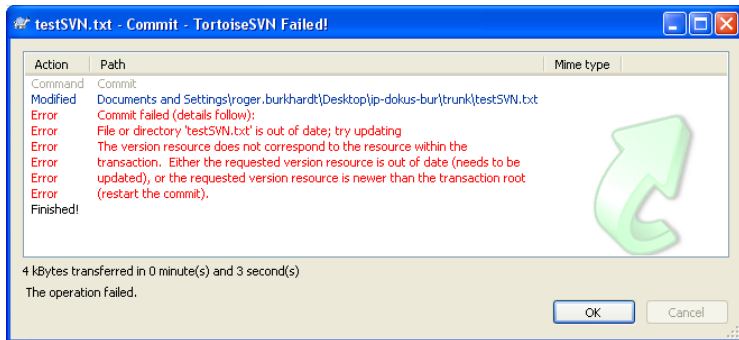 testSVN.txt - Commit - TortoiseSVN Failed!
Action Path Mime type
Command Commit
Modified Documents and Settings\roger.burkhardt\Desktop\ip-dokus-bur\trunk\testSVN.txt
Error Commit failed (details follow):
Error File or directory 'testSVN.txt' is out of date; try updating
Error The version resource does not correspond to the resource within the
Error transaction. Either the requested version resource is out of date (needs to be
Error updated), or the requested version resource is newer than the transaction root
Error (restart the commit).
Finished!
4 kBytes transferred in 0 minute(s) and 3 second(s)
The operation failed.
OK Cancel